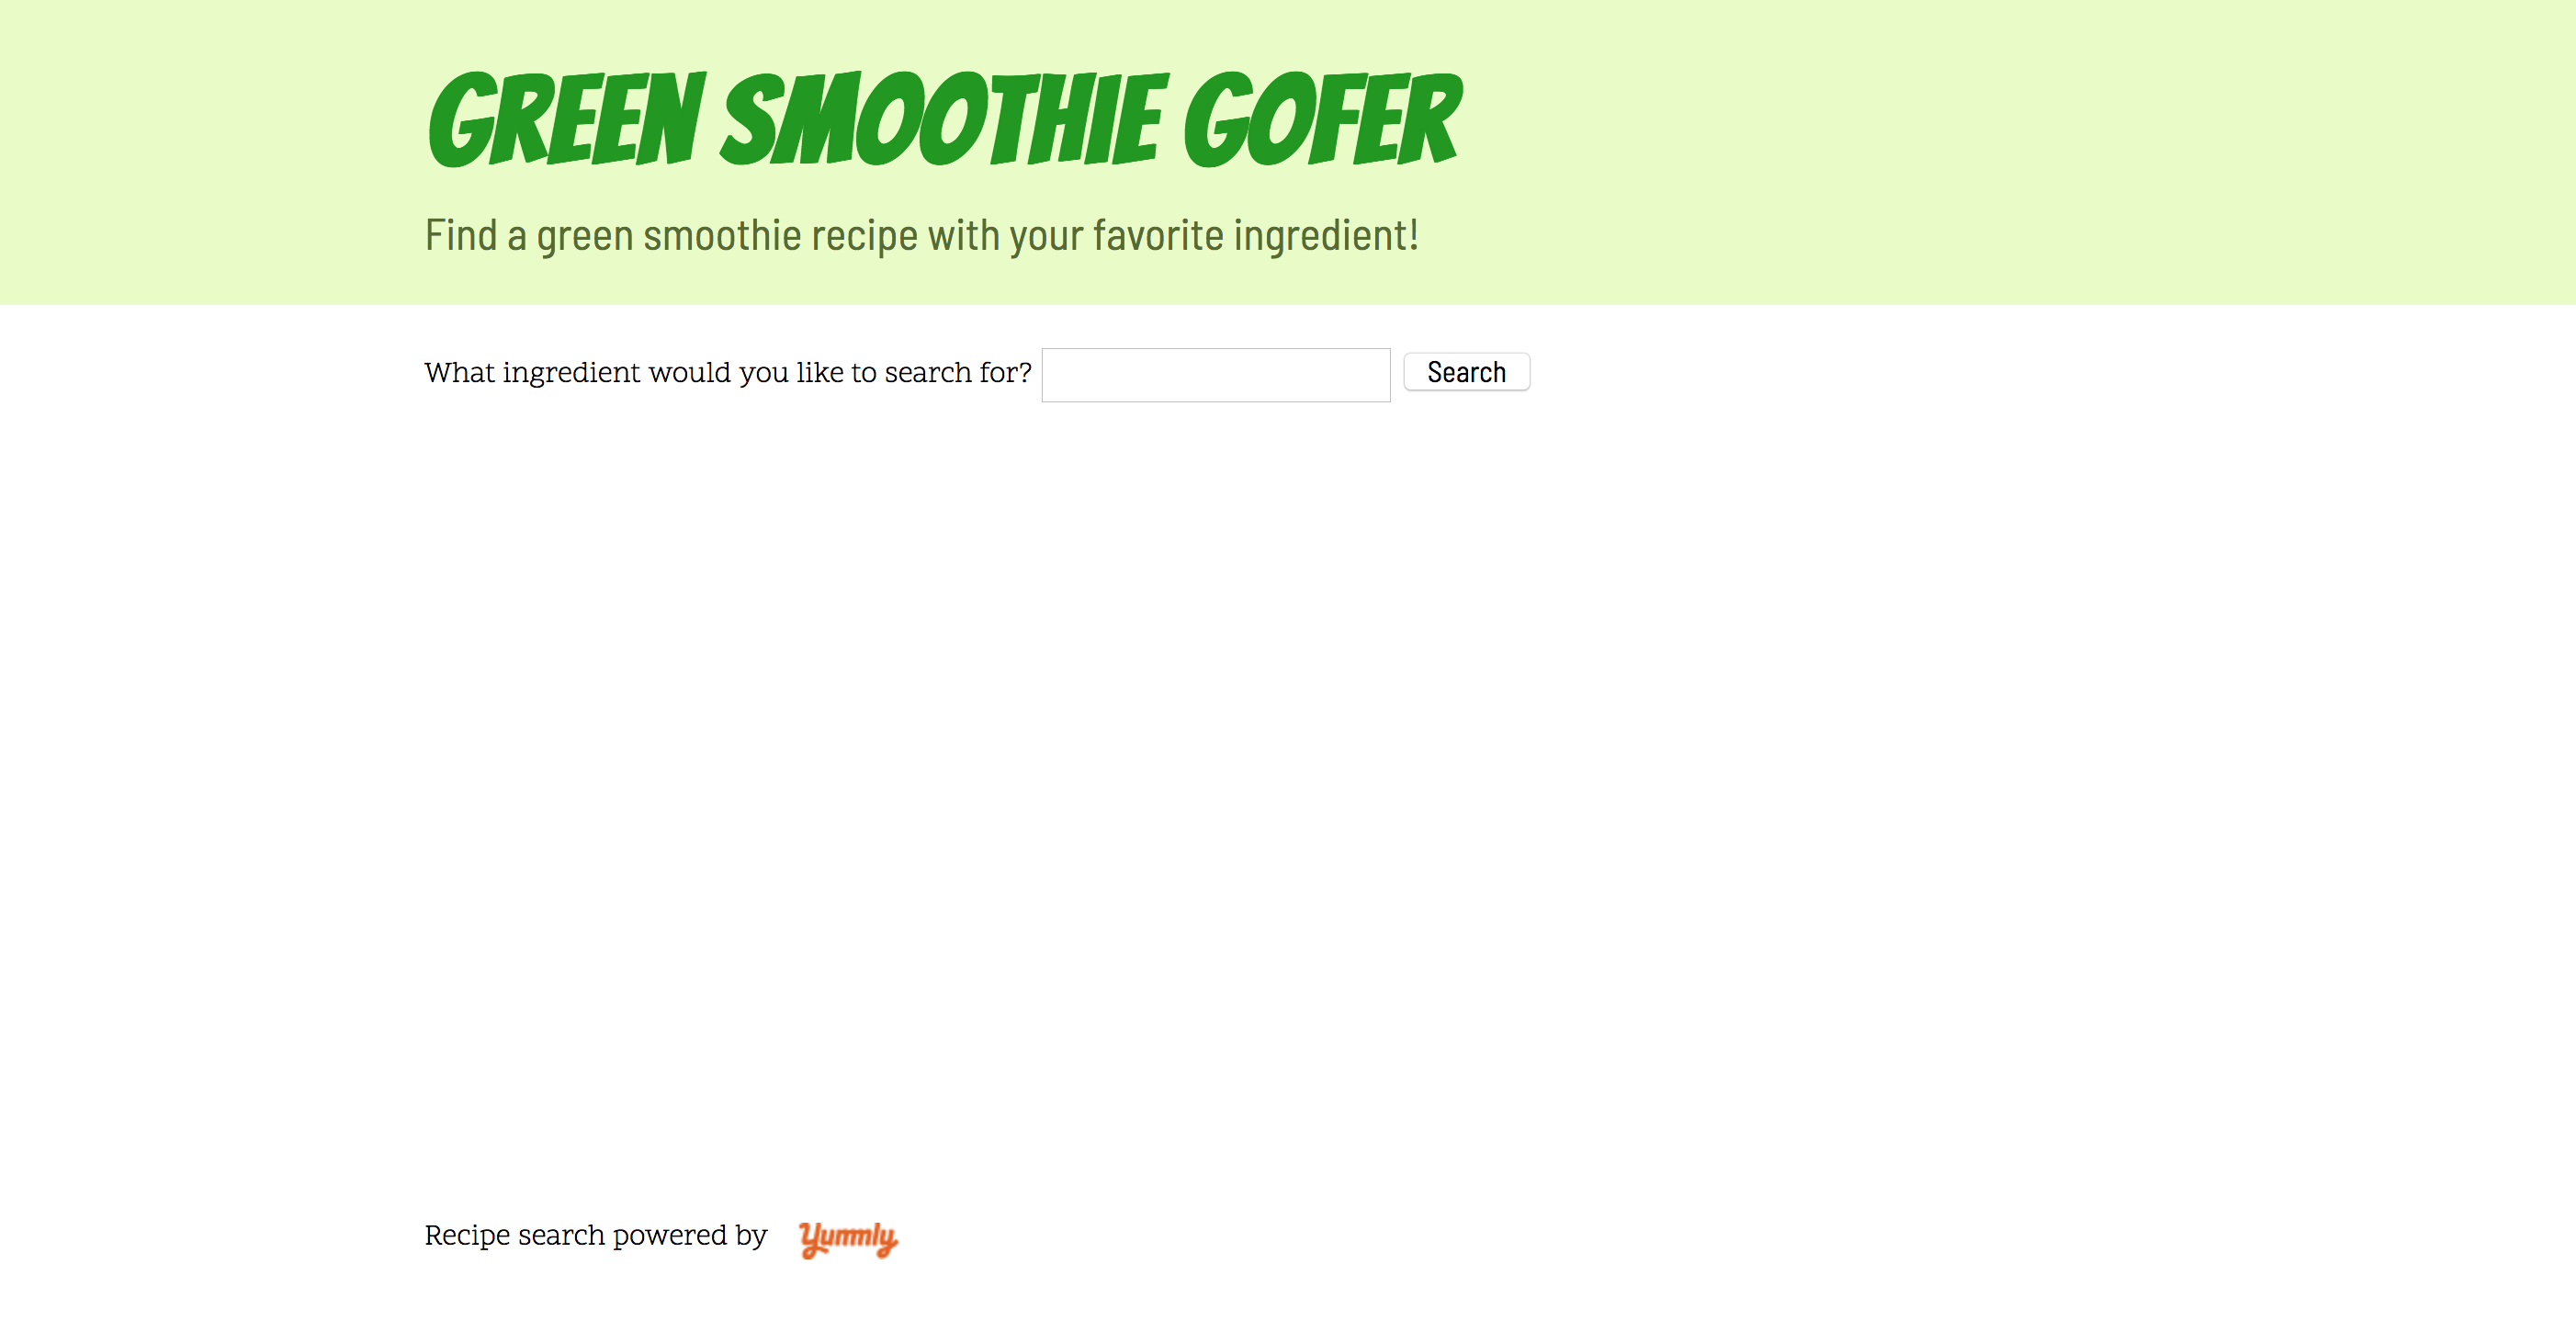 GREEN SMOOTHIE GOFER
Find a green smoothie recipe with your favorite ingredient!
What ingredient would you like to search for? Search
Recipe search powered by Yummly